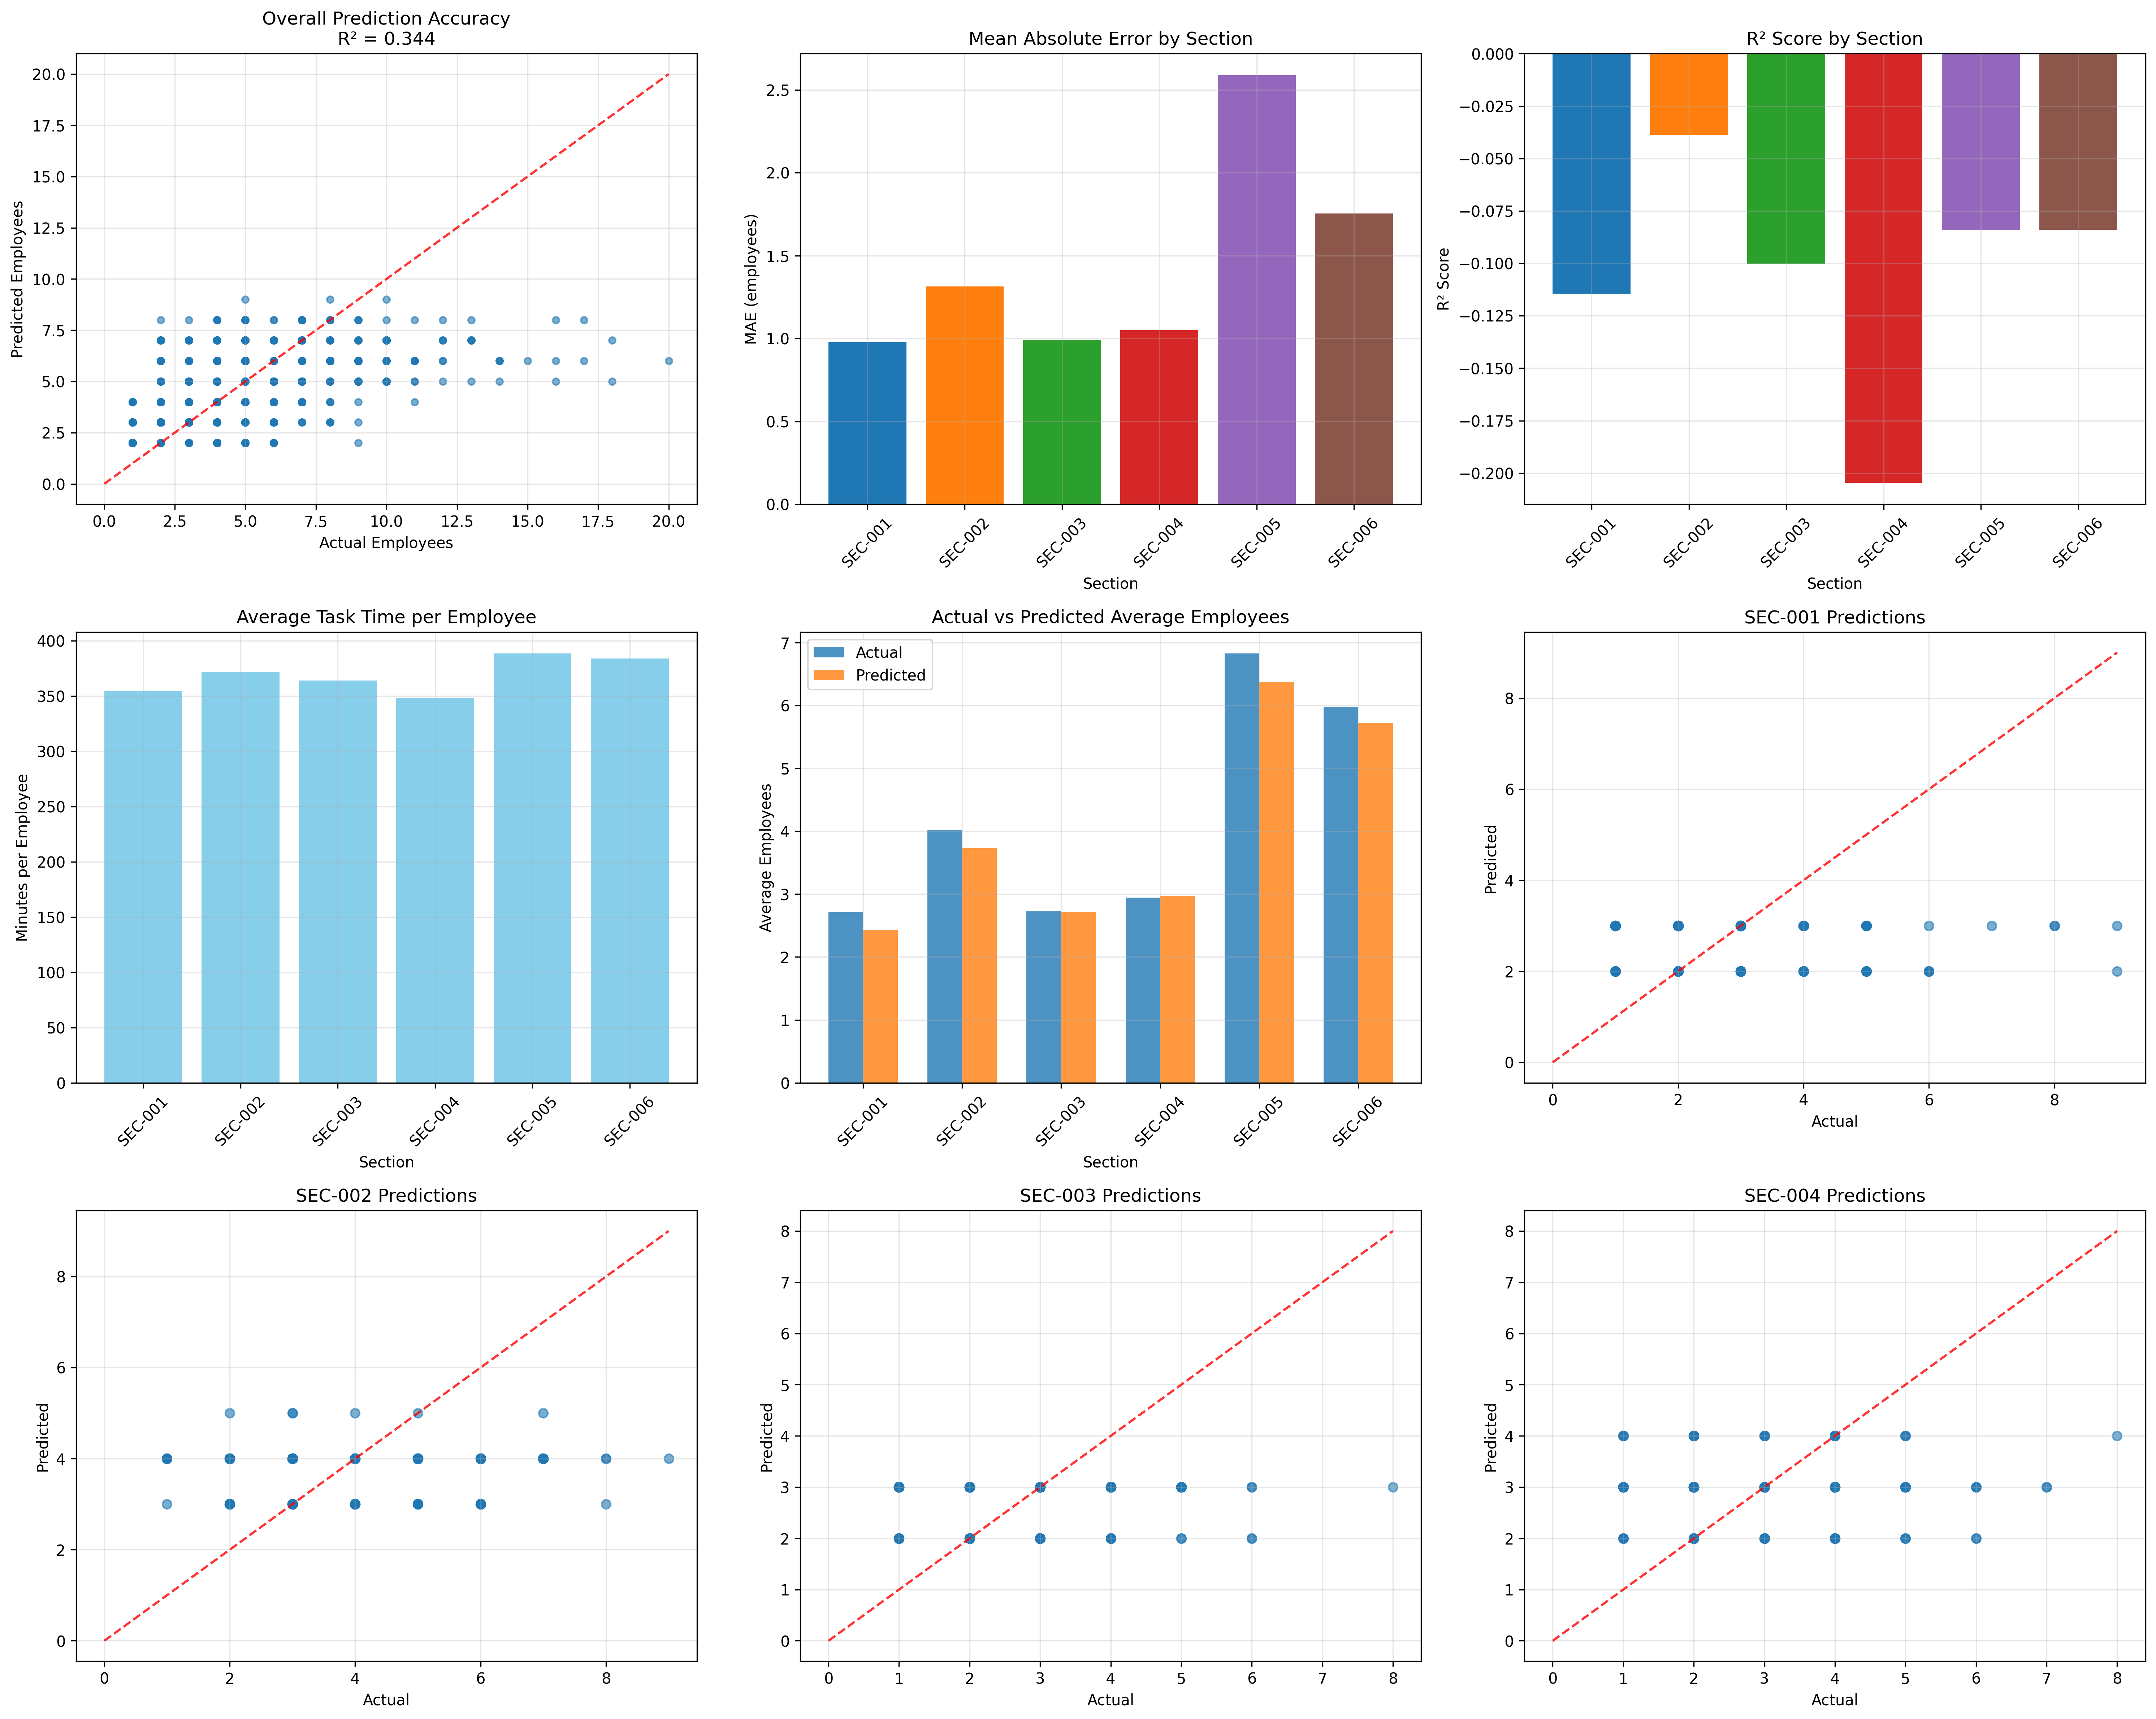 Overall Prediction Accuracy
R² = 0.344
Predicted Employees
20.0
17.5
15.0
12.5
10.0
7.5
5.0
2.5
0.0
0.0 2.5 5.0 7.5 10.0 12.5 15.0 17.5 20.0
Actual Employees
Mean Absolute Error by Section
MAE (employees)
2.5
2.0
1.5
1.0
0.5
0.0
SEC-001 SEC-002 SEC-003 SEC-004 SEC-005 SEC-006
Section
R² Score by Section
R² Score
0.000
−0.025
−0.050
−0.075
−0.100
−0.125
−0.150
−0.175
−0.200
SEC-001 SEC-002 SEC-003 SEC-004 SEC-005 SEC-006
Section
Average Task Time per Employee
Minutes per Employee
400
350
300
250
200
150
100
50
0
SEC-001 SEC-002 SEC-003 SEC-004 SEC-005 SEC-006
Section
Actual vs Predicted Average Employees
Actual
Predicted
Average Employees
7
6
5
4
3
2
1
0
SEC-001 SEC-002 SEC-003 SEC-004 SEC-005 SEC-006
Section
SEC-001 Predictions
Predicted
8
6
4
2
0
0 2 4 6 8
Actual
SEC-002 Predictions
Predicted
8
6
4
2
0
0 2 4 6 8
Actual
SEC-003 Predictions
Predicted
8
7
6
5
4
3
2
1
0
0 1 2 3 4 5 6 7 8
Actual
SEC-004 Predictions
Predicted
8
7
6
5
4
3
2
1
0
0 1 2 3 4 5 6 7 8
Actual